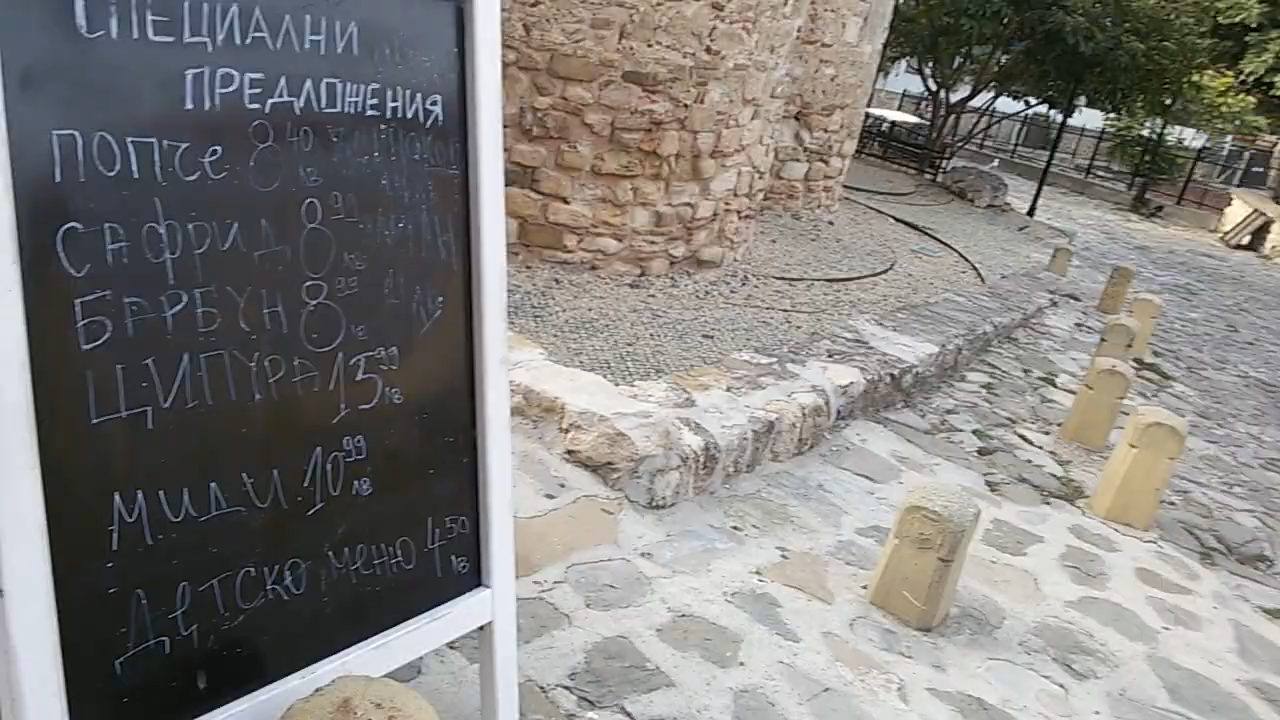 СПЕЦИАЛНИ
ПРЕДЛОЖЕНИЯ
ПОПЧе 8 40 лв
САФРИД 8 99 лв
БАРБУН 8 99 лв
ЦИПУРА 15 99 лв
МИДИ 10 99 лв
ДЕТСКО МЕНЮ 4 50 лв